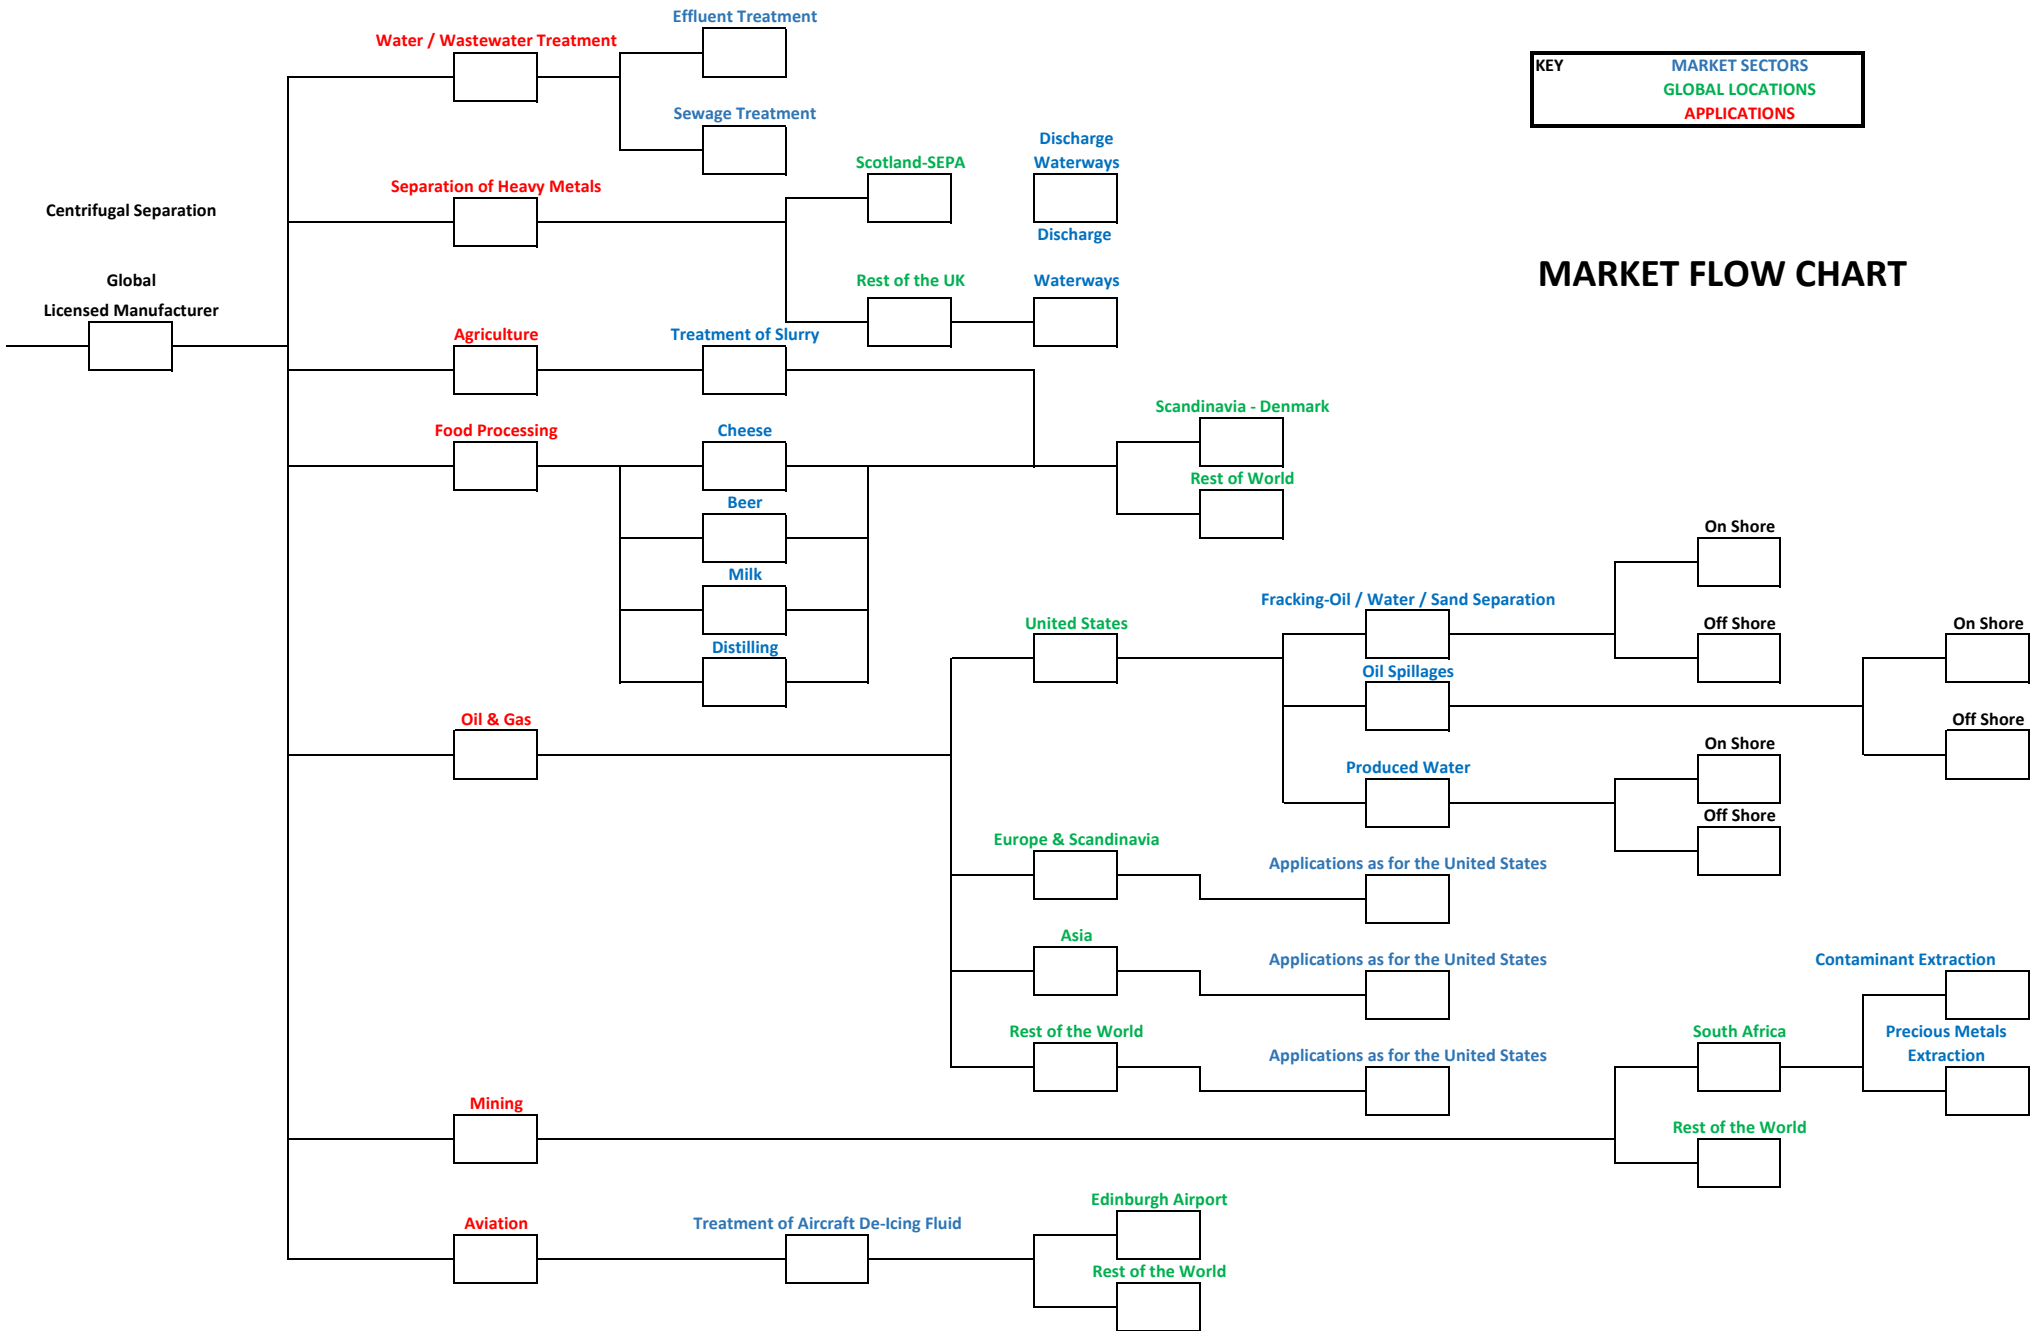 Effluent Treatment
Water / Wastewater Treatment
KEY MARKET SECTORS
GLOBAL LOCATIONS
APPLICATIONS
Sewage Treatment
Discharge
Waterways
Scotland-SEPA
Separation of Heavy Metals
Centrifugal Separation
Discharge
MARKET FLOW CHART
Global
Licensed Manufacturer
Rest of the UK
Waterways
Agriculture
Treatment of Slurry
Scandinavia - Denmark
Food Processing
Cheese
Rest of World
Beer
On Shore
Milk
Fracking-Oil / Water / Sand Separation
United States
Off Shore
On Shore
Distilling
Oil Spillages
Oil & Gas
Off Shore
On Shore
Produced Water
Off Shore
Europe & Scandinavia
Applications as for the United States
Asia
Applications as for the United States
Contaminant Extraction
Rest of the World
South Africa
Precious Metals
Extraction
Applications as for the United States
Mining
Rest of the World
Edinburgh Airport
Aviation
Treatment of Aircraft De-Icing Fluid
Rest of the World